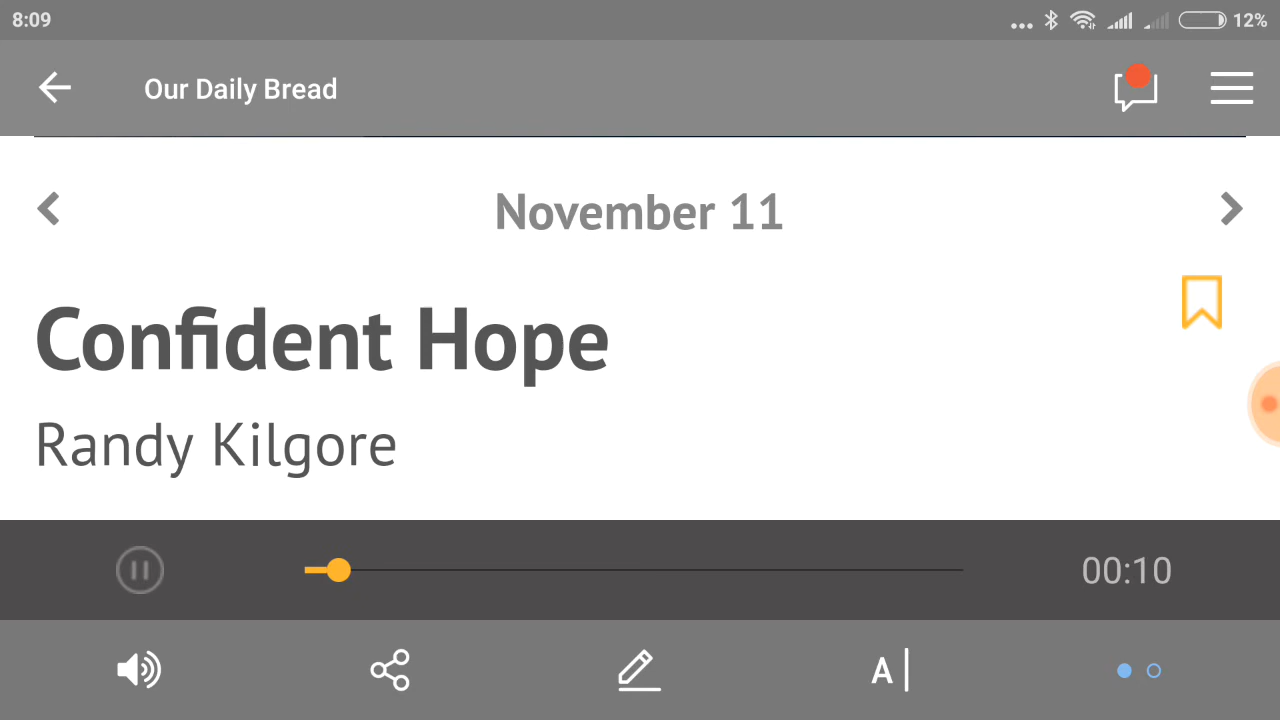 8:09
12%
Our Daily Bread
November 11
Confident Hope
Randy Kilgore
00:10
A